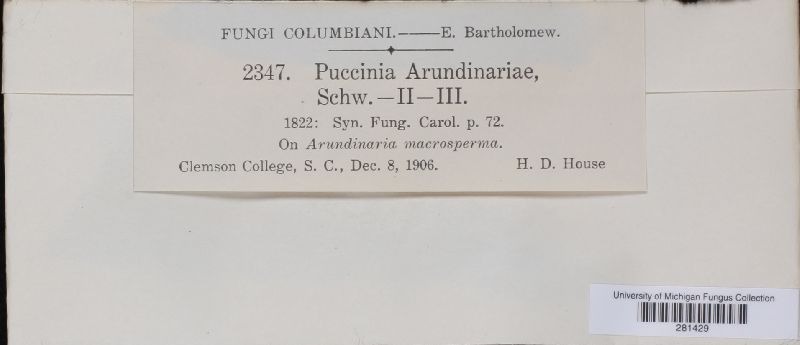 FUNGI COLUMBIANI.——E. Bartholomew.
2347. Puccinia Arundinariae,
Schw.—II—III.
1822: Syn. Fung. Carol. p. 72.
On Arundinaria macrosperma.
Clemson College, S. C., Dec. 8, 1906. H. D. House
University of Michigan Fungus Collection
281429